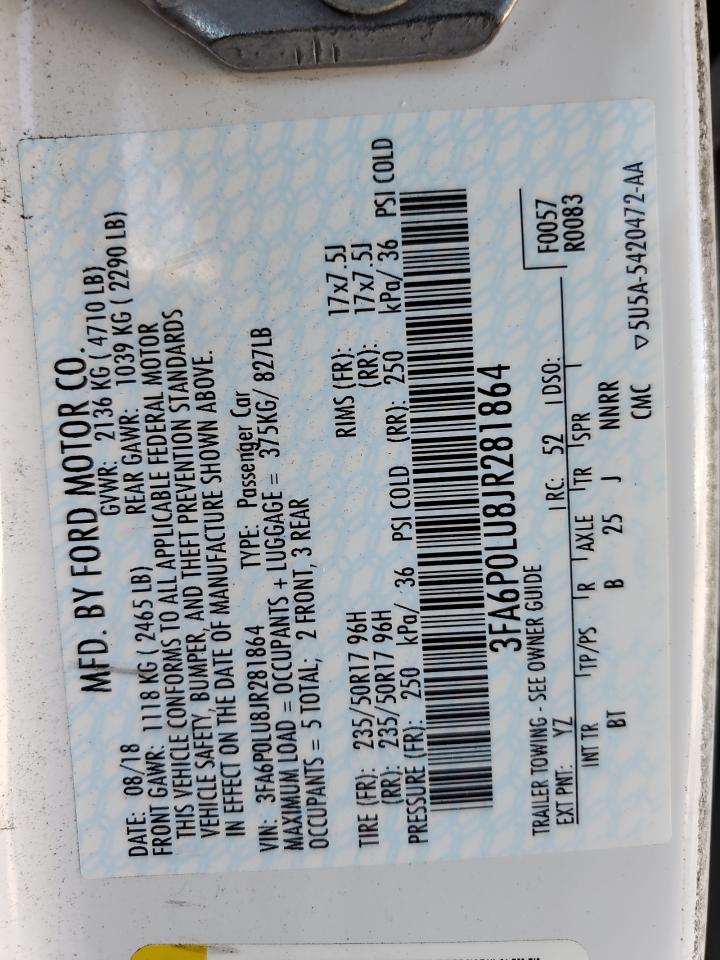 MFD. BY FORD MOTOR CO.
DATE: 08/18 GVWR: 2136 KG ( 4710 LB)
FRONT GAWR: 1118 KG ( 2465 LB) REAR GAWR: 1039 KG ( 2290 LB)
THIS VEHICLE CONFORMS TO ALL APPLICABLE FEDERAL MOTOR
VEHICLE SAFETY, BUMPER, AND THEFT PREVENTION STANDARDS
IN EFFECT ON THE DATE OF MANUFACTURE SHOWN ABOVE.
VIN: 3FA6P0LU8JR281864 TYPE: Passenger Car
MAXIMUM LOAD = OCCUPANTS + LUGGAGE = 375KG/ 827LB
OCCUPANTS = 5 TOTAL; 2 FRONT, 3 REAR
TIRE (FR): 235/50R17 96H RIMS (FR): 17x7.5J
(RR): 235/50R17 96H (RR): 17x7.5J
PRESSURE (FR): 250 kPa/ 36 PSI COLD (RR): 250 kPa/ 36 PSI COLD
3FA6P0LU8JR281864
TRAILER TOWING - SEE OWNER GUIDE F0057
EXT PNT: YZ RC: 52 DSO: R0083
INT TR TP/PS R AXLE TR SPR
BT B 25 J NNRR
CMC ▽5U5A-5420472-AA